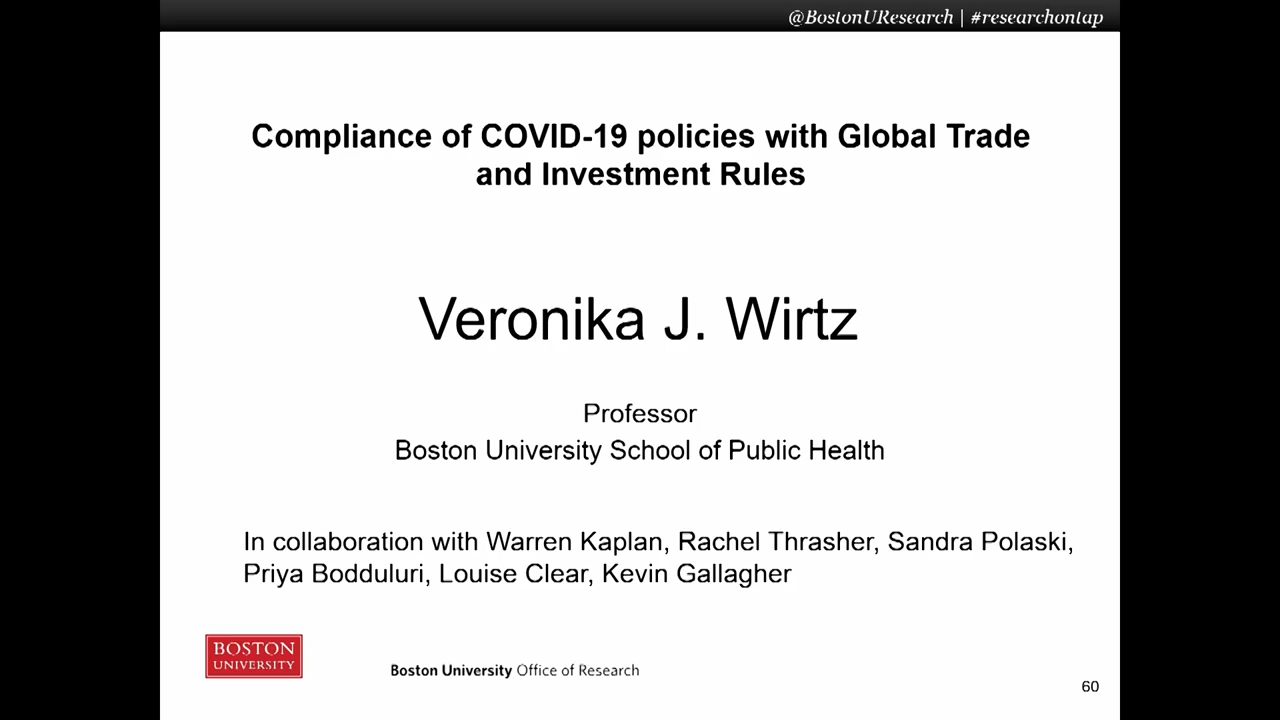 @BostonUResearch | #researchontap
Compliance of COVID-19 policies with Global Trade
and Investment Rules
Veronika J. Wirtz
Professor
Boston University School of Public Health
In collaboration with Warren Kaplan, Rachel Thrasher, Sandra Polaski,
Priya Bodduluri, Louise Clear, Kevin Gallagher
BOSTON
UNIVERSITY
Boston University Office of Research
60